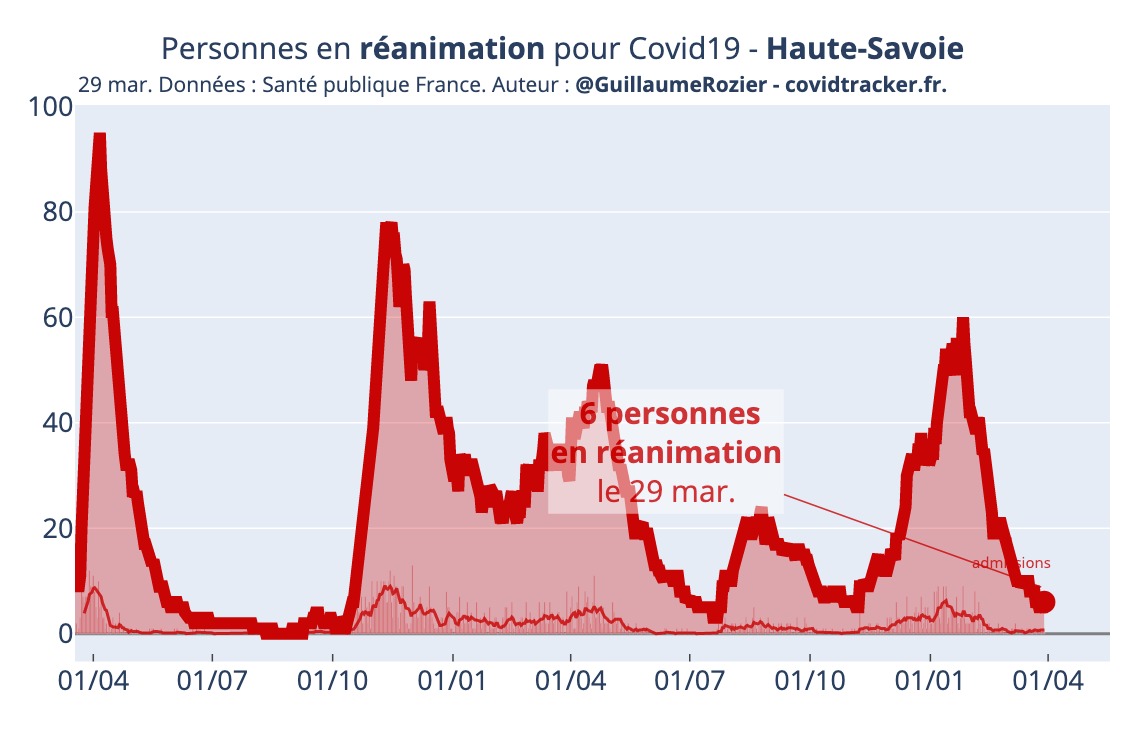 Personnes en réanimation pour Covid19 - Haute-Savoie
29 mar. Données : Santé publique France. Auteur : @GuillaumeRozier - covidtracker.fr.
100
80
60
40
20
0
6 personnes
en réanimation
le 29 mar.
admissions
01/04 01/07 01/10 01/01 01/04 01/07 01/10 01/01 01/04